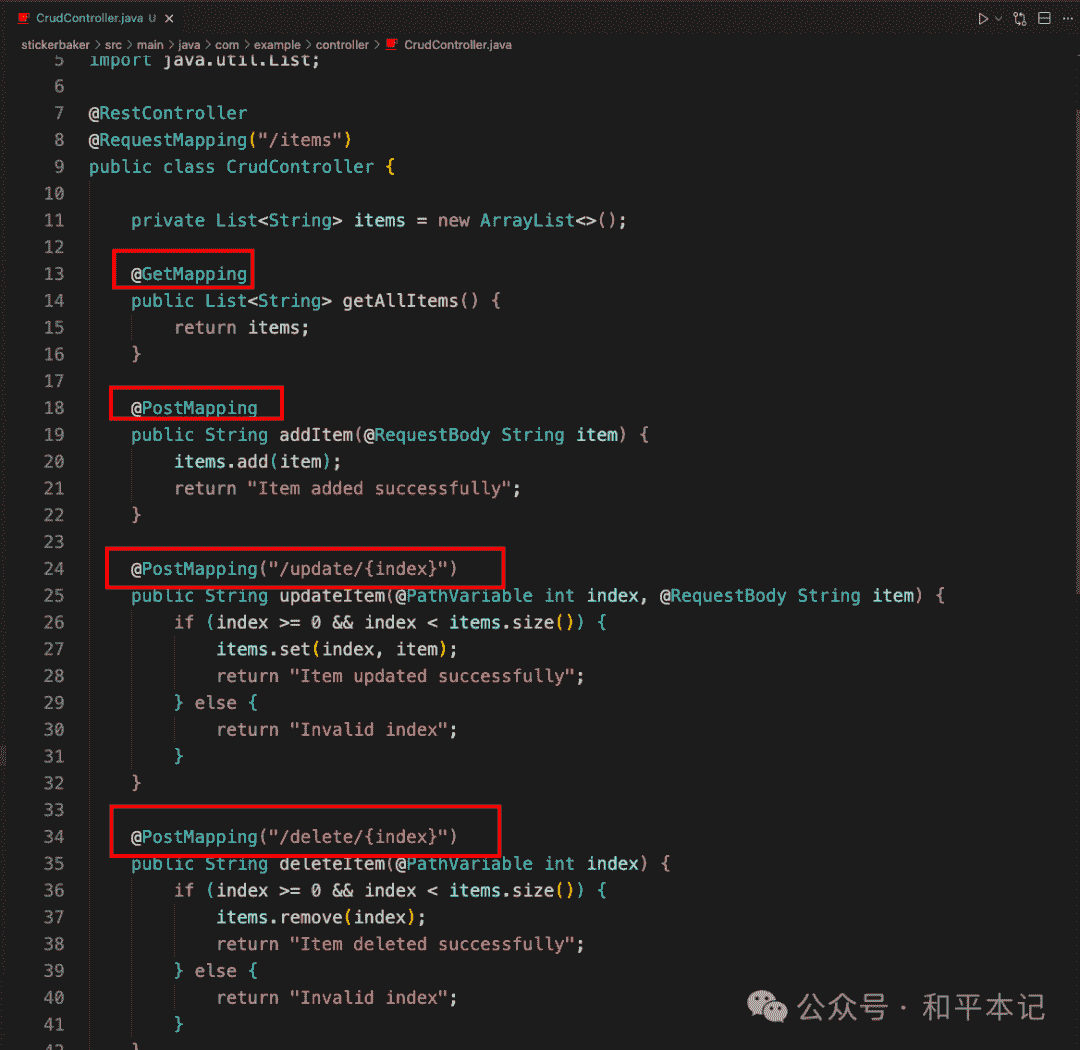 CrudController.java U ×
stickerbaker > src > main > java > com > example > controller > CrudController.java
5 import java.util.List;
6
7 @RestController
8 @RequestMapping("/items")
9 public class CrudController {
10
11 private List<String> items = new ArrayList<>();
12
13 @GetMapping
14 public List<String> getAllItems() {
15 return items;
16 }
17
18 @PostMapping
19 public String addItem(@RequestBody String item) {
20 items.add(item);
21 return "Item added successfully";
22 }
23
24 @PostMapping("/update/{index}")
25 public String updateItem(@PathVariable int index, @RequestBody String item) {
26 if (index >= 0 && index < items.size()) {
27 items.set(index, item);
28 return "Item updated successfully";
29 } else {
30 return "Invalid index";
31 }
32 }
33
34 @PostMapping("/delete/{index}")
35 public String deleteItem(@PathVariable int index) {
36 if (index >= 0 && index < items.size()) {
37 items.remove(index);
38 return "Item deleted successfully";
39 } else {
40 return "Invalid index";
41 }
42 }
公众号 · 和平本记